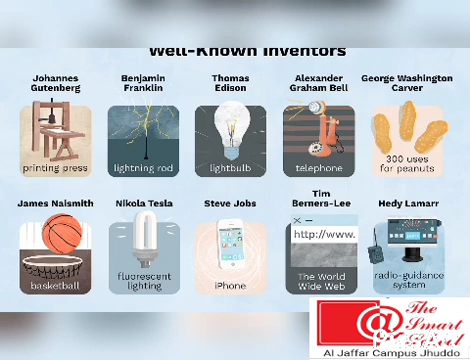 Well-Known Inventors
Johannes Gutenberg
printing press
Benjamin Franklin
lightning rod
Thomas Edison
lightbulb
Alexander Graham Bell
telephone
George Washington Carver
300 uses for peanuts
James Naismith
basketball
Nikola Tesla
fluorescent lighting
Steve Jobs
iPhone
Tim Berners-Lee
http://www.
The World Wide Web
Hedy Lamarr
radio-guidance system
The
Smart
School
Al Jaffar Campus Jhuddo